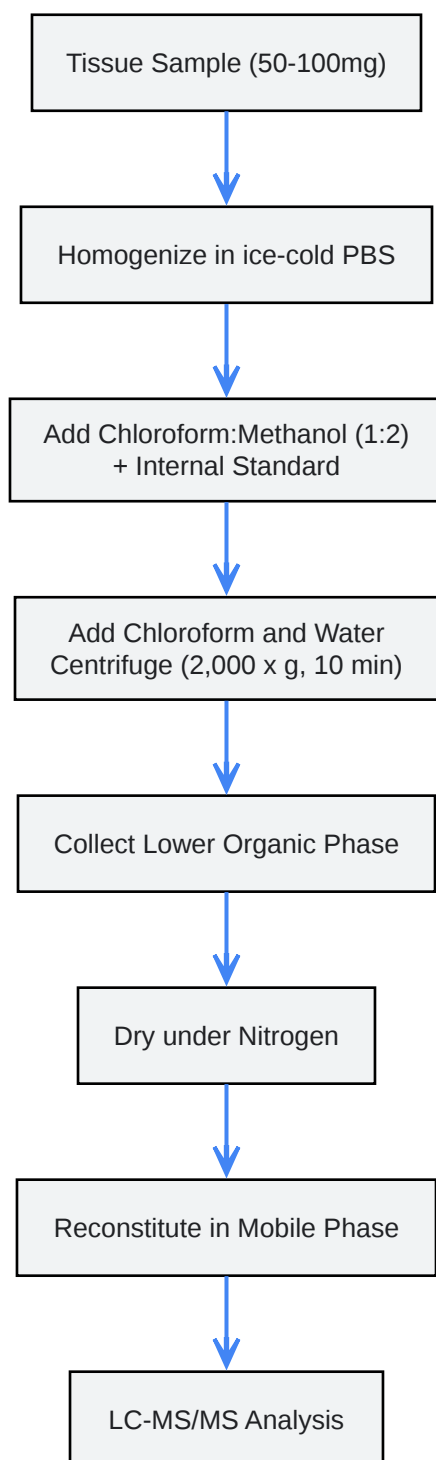 Tissue Sample (50-100mg)
Homogenize in ice-cold PBS
Add Chloroform:Methanol (1:2)
+ Internal Standard
Add Chloroform and Water
Centrifuge (2,000 x g, 10 min)
Collect Lower Organic Phase
Dry under Nitrogen
Reconstitute in Mobile Phase
LC-MS/MS Analysis